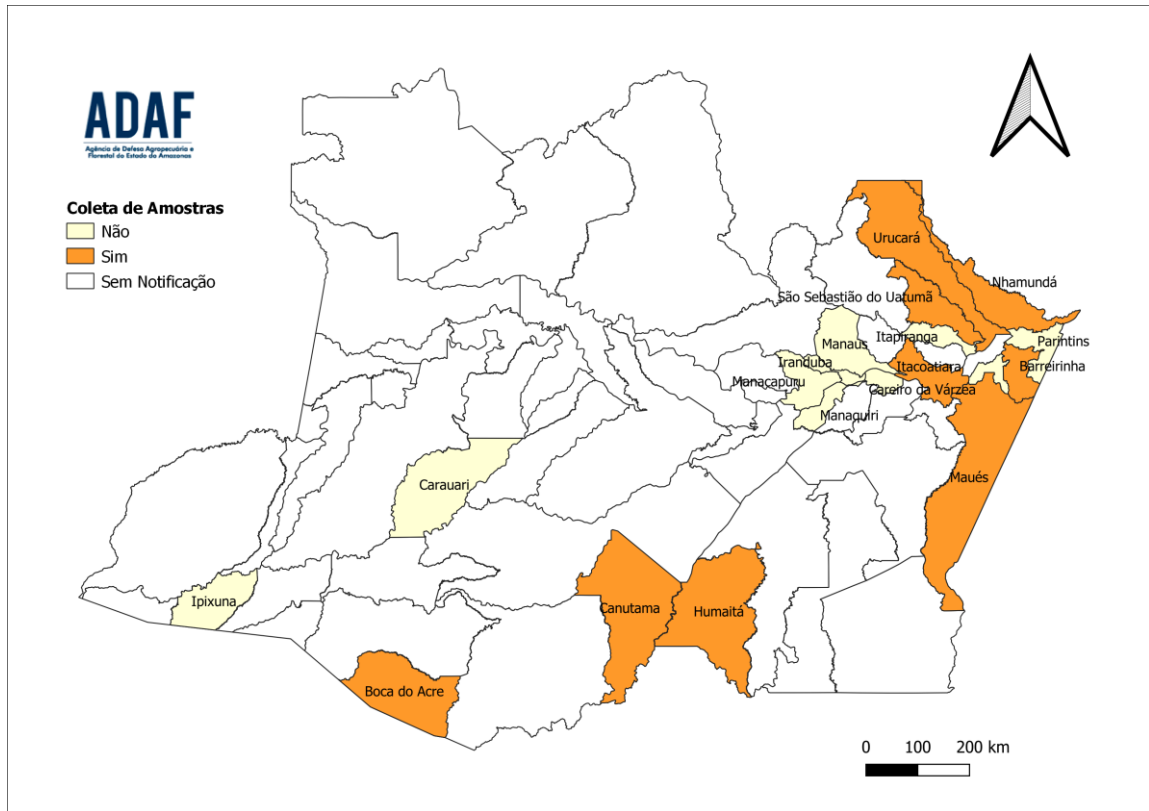 ADAF
Agência de Defesa Agropecuária e
Florestal do Estado do Amazonas
Coleta de Amostras
Não
Sim
Sem Notificação
Urucará
Nhamundá
São Sebastião do Uatumã
Itapiranga
Parintins
Manaus
Iranduba
Itacoatiara
Barreirinha
Manacapuru
Careiro da Várzea
Manaquiri
Maués
Carauari
Ipixuna
Canutama
Humaitá
Boca do Acre
0 100 200 km